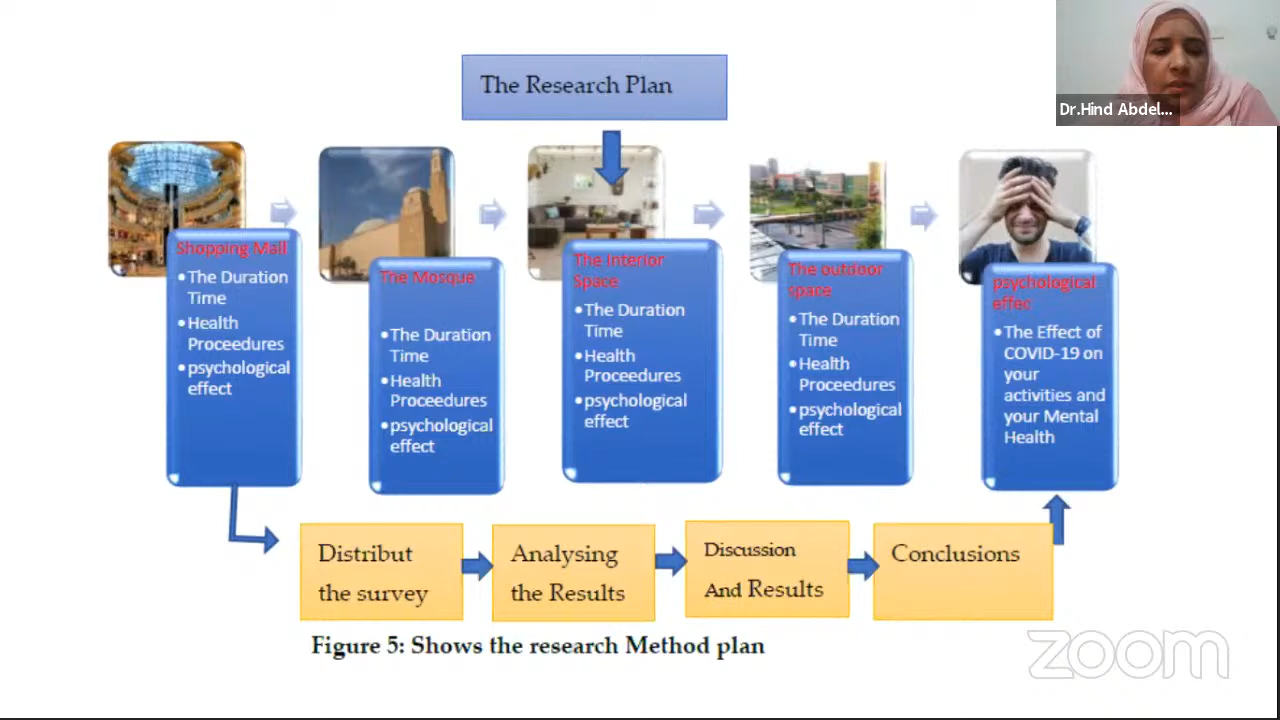 The Research Plan
Dr.Hind Abdel...
Shopping Mall
•The Duration
Time
•Health
Proceedures
•psychological
effect
The Mosque
•The Duration
Time
•Health
Proceedures
•psychological
effect
The Interior
Space
•The Duration
Time
•Health
Proceedures
•psychological
effect
The outdoor
space
•The Duration
Time
•Health
Proceedures
•psychological
effect
psychological
effec
•The Effect of
COVID-19 on
your
activities and
your Mental
Health
Distribut
the survey
Analysing
the Results
Discussion
And Results
Conclusions
Figure 5: Shows the research Method plan
zoom